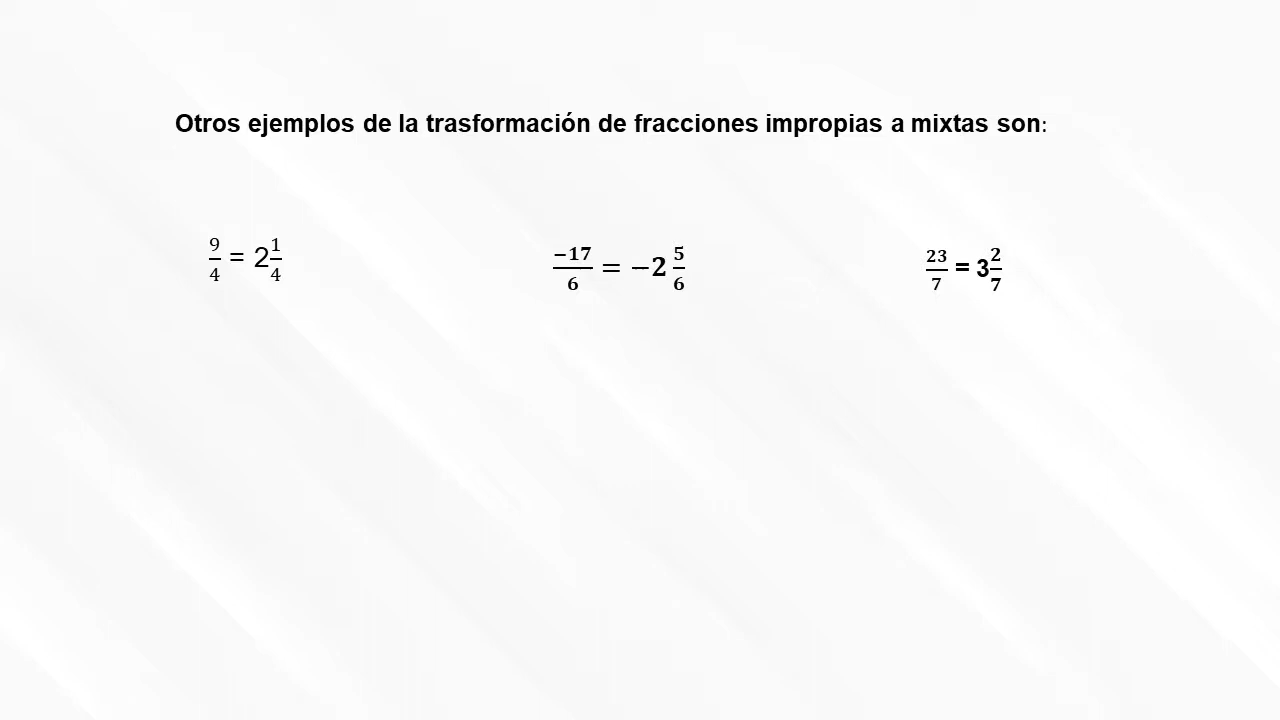 Otros ejemplos de la trasformación de fracciones impropias a mixtas son:
9/4 = 2 1/4 −17/6 = −2 5/6 23/7 = 3 2/7